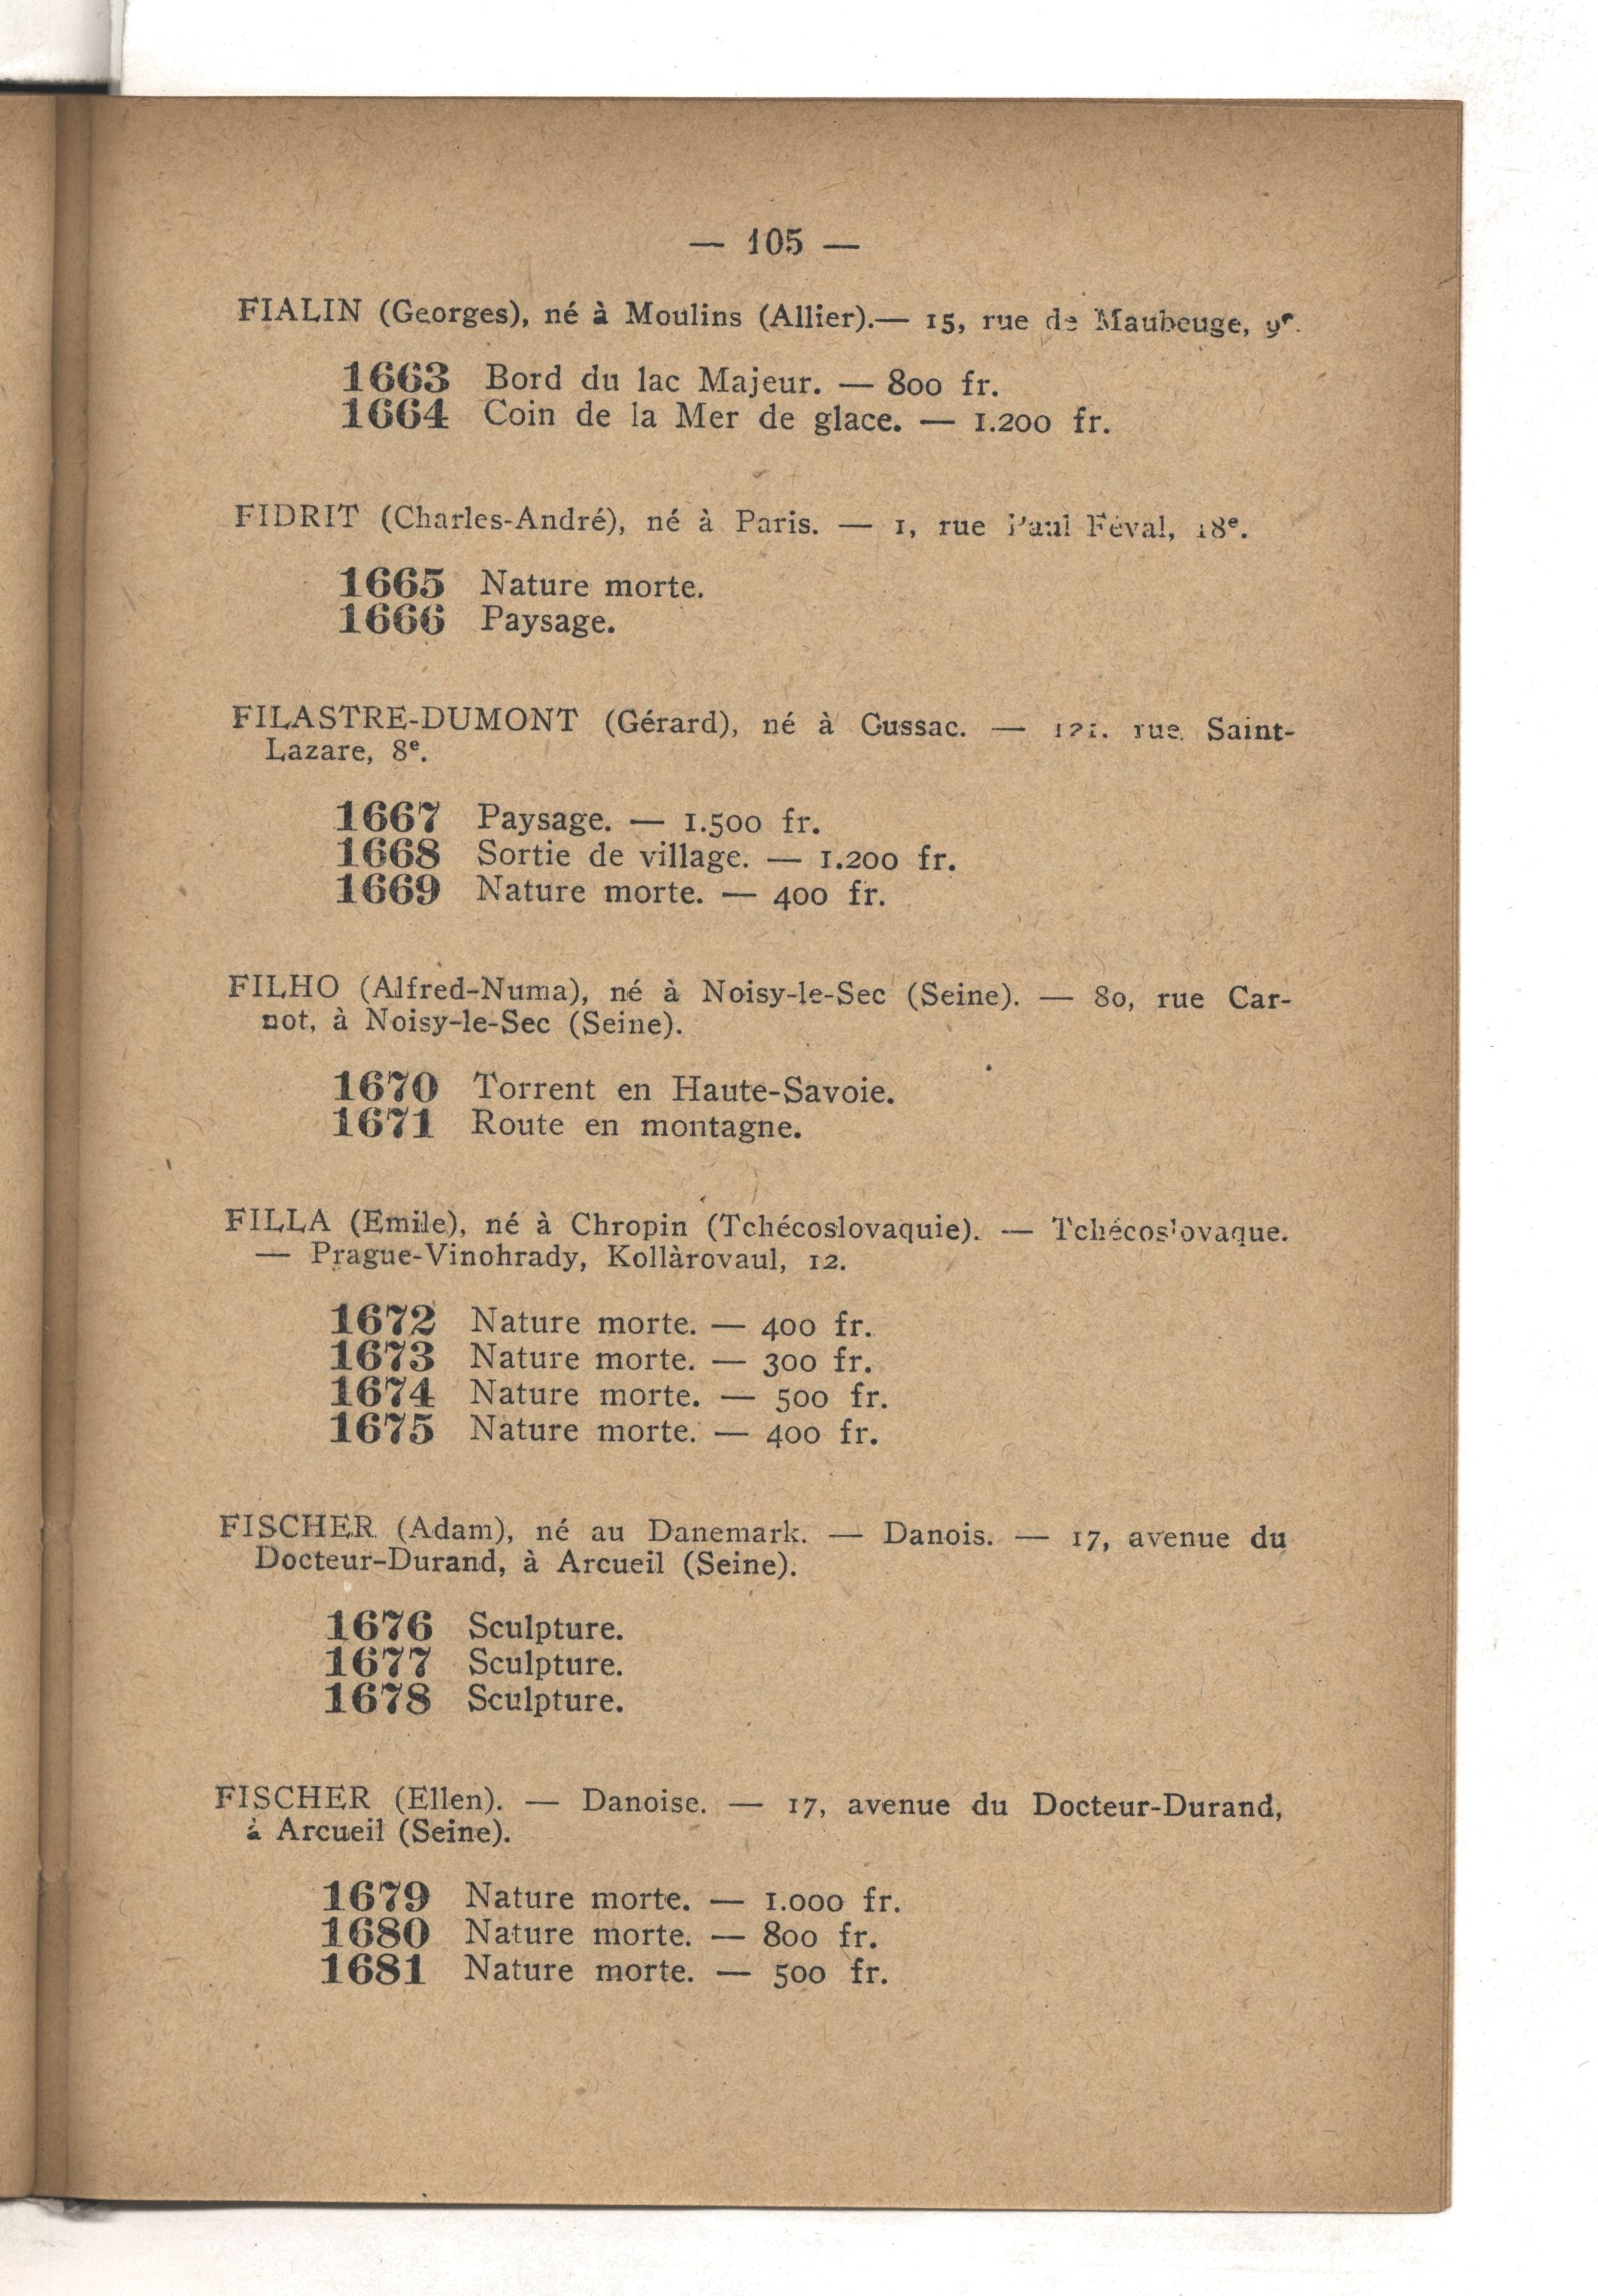 — 105 —
FIALIN (Georges), né à Moulins (Allier).— 15, rue de Maubeuge, 9e.
1663 Bord du lac Majeur. — 800 fr.
1664 Coin de la Mer de glace. — 1.200 fr.
FIDRIT (Charles-André), né à Paris. — 1, rue Paul Féval, 18e.
1665 Nature morte.
1666 Paysage.
FILASTRE-DUMONT (Gérard), né à Cussac. — 121, rue Saint-
Lazare, 8e.
1667 Paysage. — 1.500 fr.
1668 Sortie de village. — 1.200 fr.
1669 Nature morte. — 400 fr.
FILHO (Alfred-Numa), né à Noisy-le-Sec (Seine). — 80, rue Car-
not, à Noisy-le-Sec (Seine).
1670 Torrent en Haute-Savoie.
1671 Route en montagne.
FILLA (Emile), né à Chropin (Tchécoslovaquie). — Tchécoslovaque.
— Prague-Vinohrady, Kollàrovaul, 12.
1672 Nature morte. — 400 fr.
1673 Nature morte. — 300 fr.
1674 Nature morte. — 500 fr.
1675 Nature morte. — 400 fr.
FISCHER (Adam), né au Danemark. — Danois. — 17, avenue du
Docteur-Durand, à Arcueil (Seine).
1676 Sculpture.
1677 Sculpture.
1678 Sculpture.
FISCHER (Ellen). — Danoise. — 17, avenue du Docteur-Durand,
à Arcueil (Seine).
1679 Nature morte. — 1.000 fr.
1680 Nature morte. — 800 fr.
1681 Nature morte. — 500 fr.